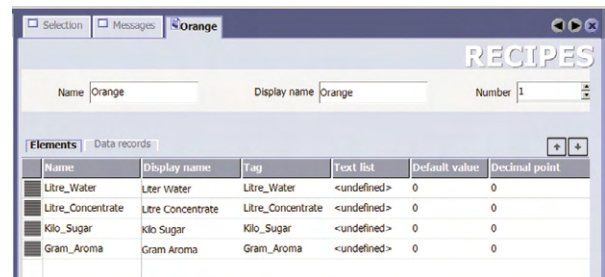 Selection Messages Orange
RECIPES
Name Orange Display name Orange Number 1
Elements Data records
Name Display name Tag Text list Default value Decimal point
Litre_Water Liter Water Litre_Water <undefined> 0 0
Litre_Concentrate Litre Concentrate Litre_Concentrate <undefined> 0 0
Kilo_Sugar Kilo Sugar Kilo_Sugar <undefined> 0 0
Gram_Aroma Gram Aroma Gram_Aroma <undefined> 0 0